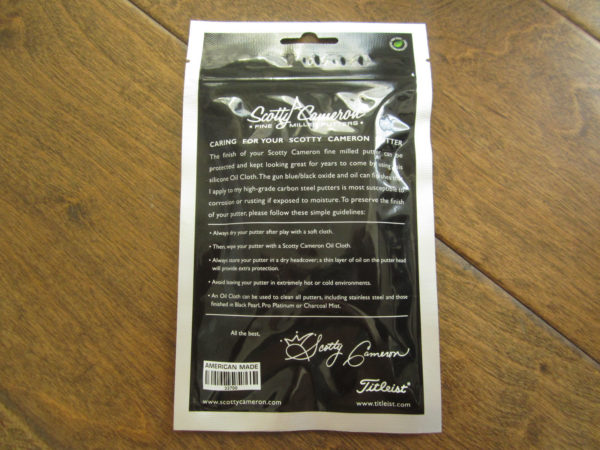 Scotty Cameron
• FINE MILLED PUTTERS •
CARING FOR YOUR SCOTTY CAMERON PUTTER
The finish of your Scotty Cameron fine milled putter can be
protected and kept looking great for years to come by using this
silicone Oil Cloth. The gun blue/black oxide and oil can finishes
I apply to my high-grade carbon steel putters is most susceptible to
corrosion or rusting if exposed to moisture. To preserve the finish
of your putter, please follow these simple guidelines:
• Always dry your putter after play with a soft cloth.
• Then, wipe your putter with a Scotty Cameron Oil Cloth.
• Always store your putter in a dry headcover; a thin layer of oil on the putter head
will provide extra protection.
• Avoid leaving your putter in extremely hot or cold environments.
• An Oil Cloth can be used to clean all putters, including stainless steel and those
finished in Black Pearl, Pro Platinum or Charcoal Mist.
All the best,
Scotty Cameron
AMERICAN MADE
Titleist
www.scottycameron.com
www.titleist.com